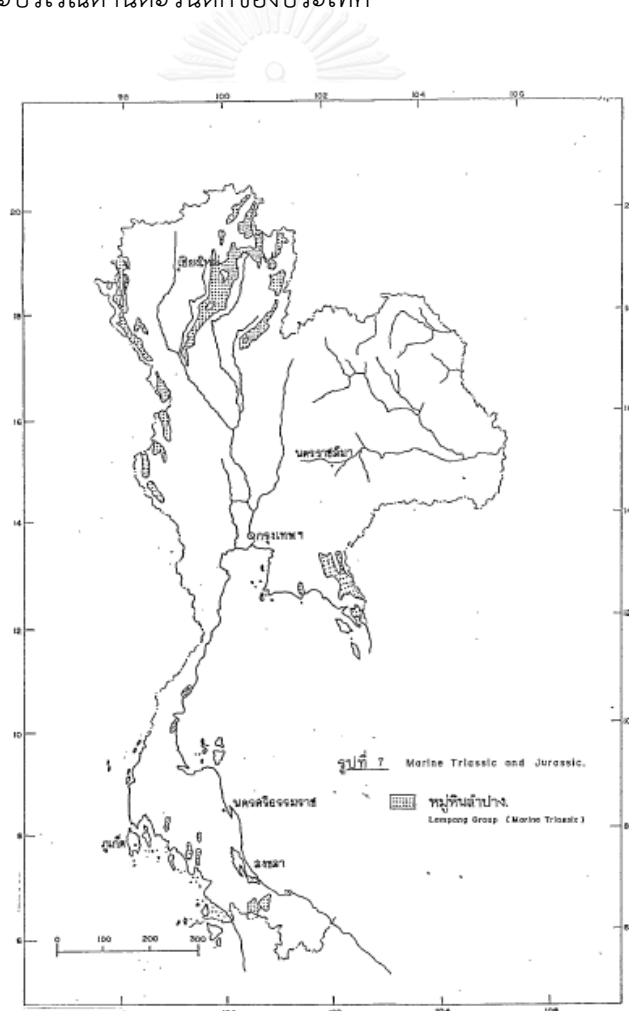 98 100 102 104 106
20
18
16
14
12
10
8
6
เชียงใหม่
นครราชสีมา
กรุงเทพฯ
รูปที่ 7 Marine Triassic and Jurassic.
นครศรีธรรมราช
หมู่หินลำปาง.
Lampang Group (Marine Triassic)
ภูเก็ต
สงขลา
0 100 200 300